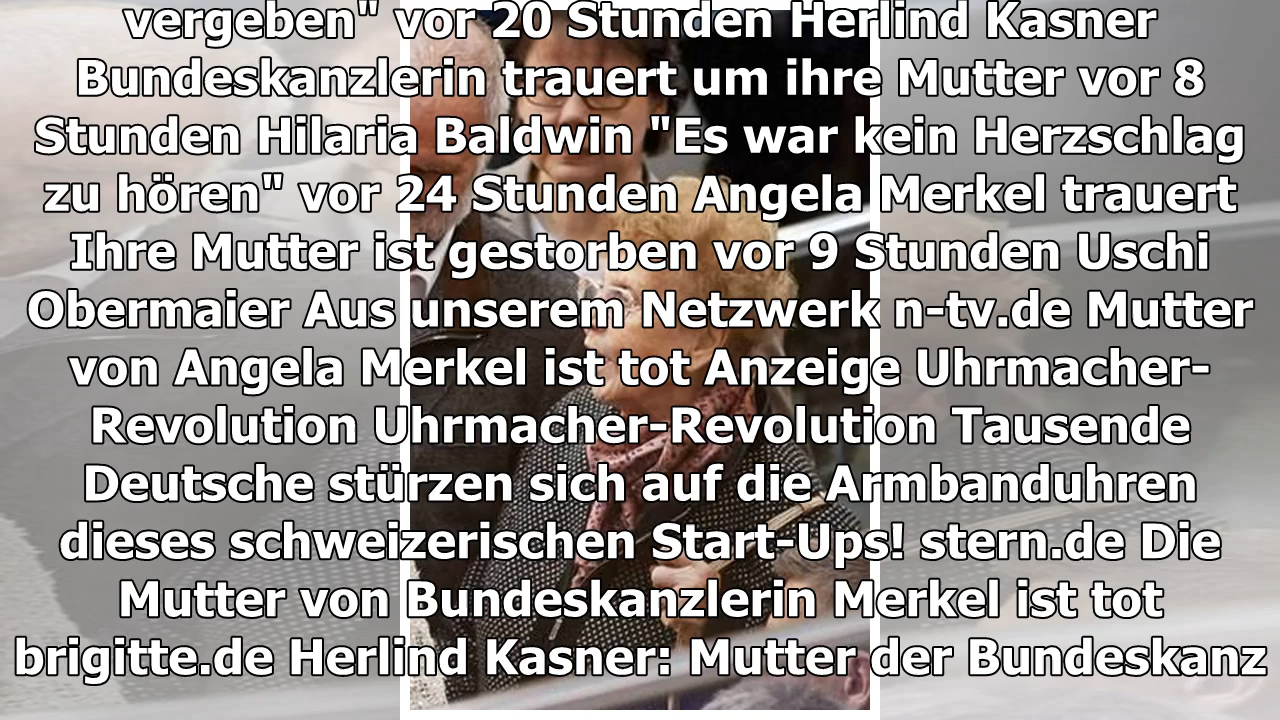 vergeben" vor 20 Stunden Herlind Kasner
Bundeskanzlerin trauert um ihre Mutter vor 8
Stunden Hilaria Baldwin "Es war kein Herzschlag
zu hören" vor 24 Stunden Angela Merkel trauert
Ihre Mutter ist gestorben vor 9 Stunden Uschi
Obermaier Aus unserem Netzwerk n-tv.de Mutter
von Angela Merkel ist tot Anzeige Uhrmacher-
Revolution Uhrmacher-Revolution Tausende
Deutsche stürzen sich auf die Armbanduhren
dieses schweizerischen Start-Ups! stern.de Die
Mutter von Bundeskanzlerin Merkel ist tot
brigitte.de Herlind Kasner: Mutter der Bundeskanz